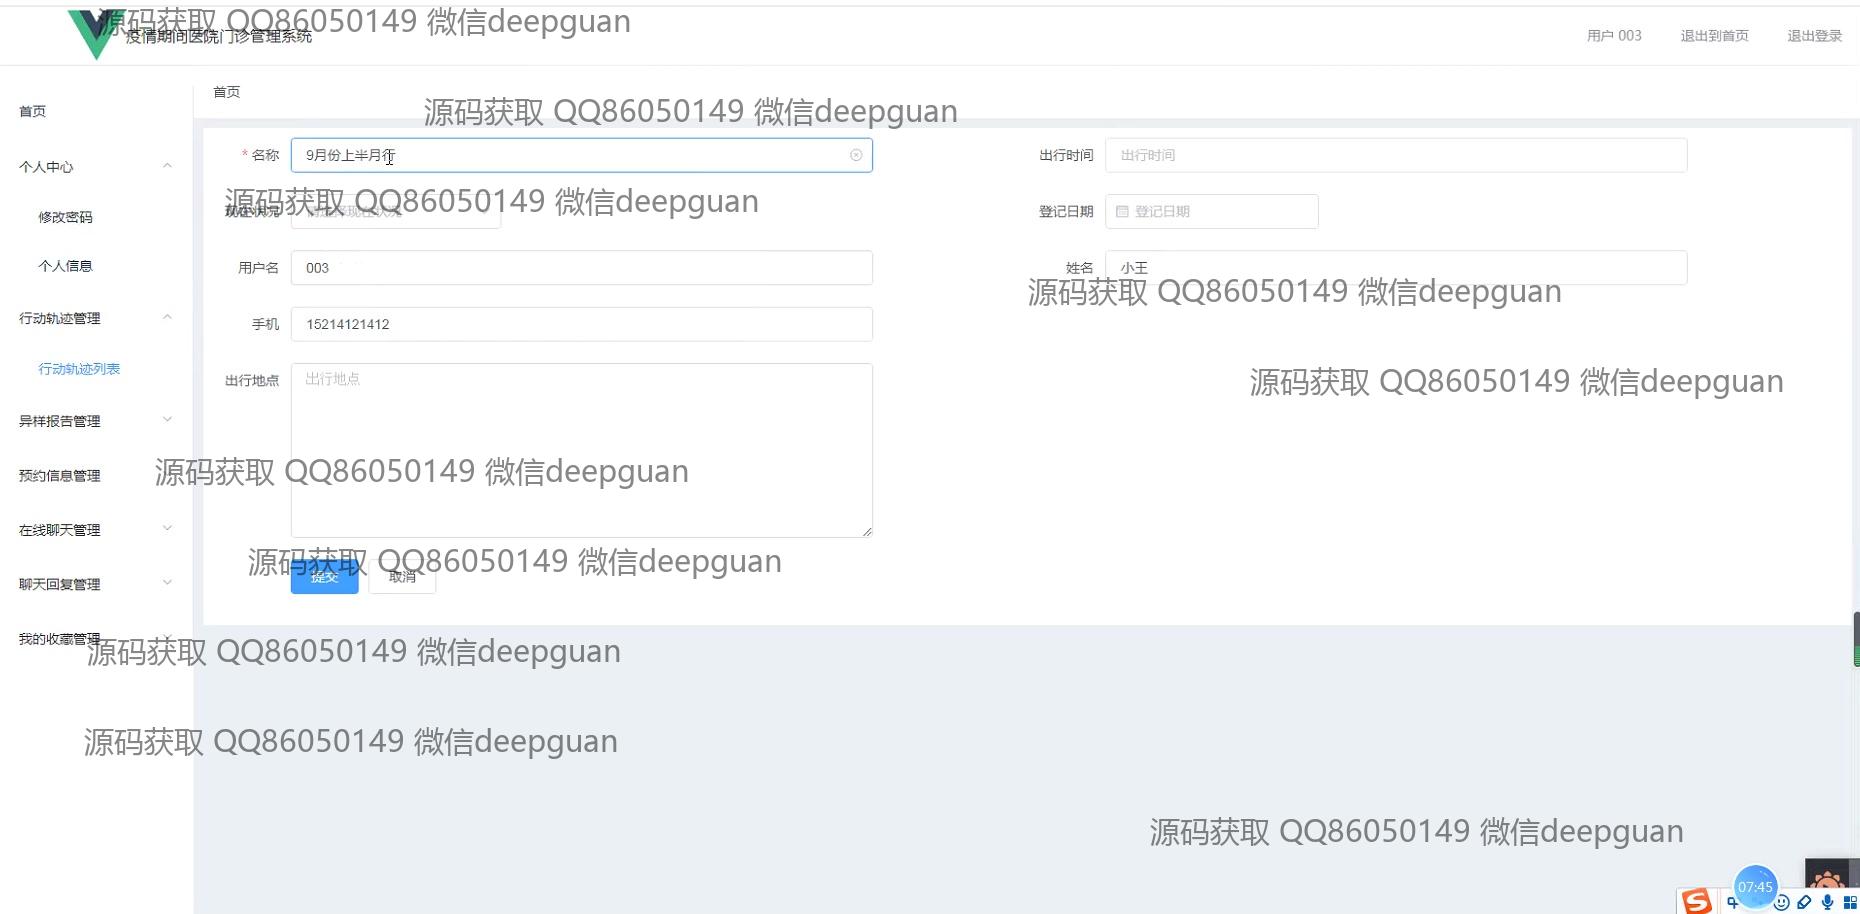 源码获取 QQ86050149 微信deepguan
疫情期间医院门诊管理系统
用户 003
退出到首页
退出登录
首页
首页
源码获取 QQ86050149 微信deepguan
个人中心
修改密码
个人信息
行动轨迹管理
行动轨迹列表
异样报告管理
预约信息管理
在线聊天管理
聊天回复管理
我的收藏管理
* 名称
9月份上半月行
出行时间
出行时间
源码获取 QQ86050149 微信deepguan
现在状况
请选择现在状况
登记日期
登记日期
用户名
003
姓名
小王
源码获取 QQ86050149 微信deepguan
手机
15214121412
出行地点
出行地点
源码获取 QQ86050149 微信deepguan
源码获取 QQ86050149 微信deepguan
源码获取 QQ86050149 微信deepguan
提交
取消
源码获取 QQ86050149 微信deepguan
源码获取 QQ86050149 微信deepguan
源码获取 QQ86050149 微信deepguan
07:45